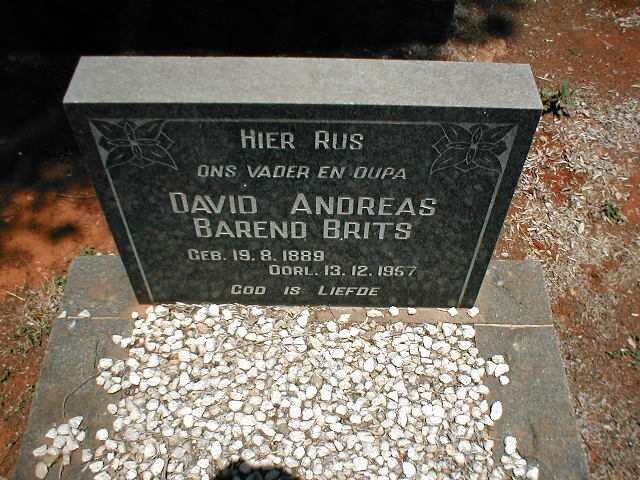 HIER RUS
ONS VADER EN OUPA
DAVID ANDREAS
BAREND BRITS
GEB. 19. 8. 1889
OORL. 13. 12. 1957
GOD IS LIEFDE